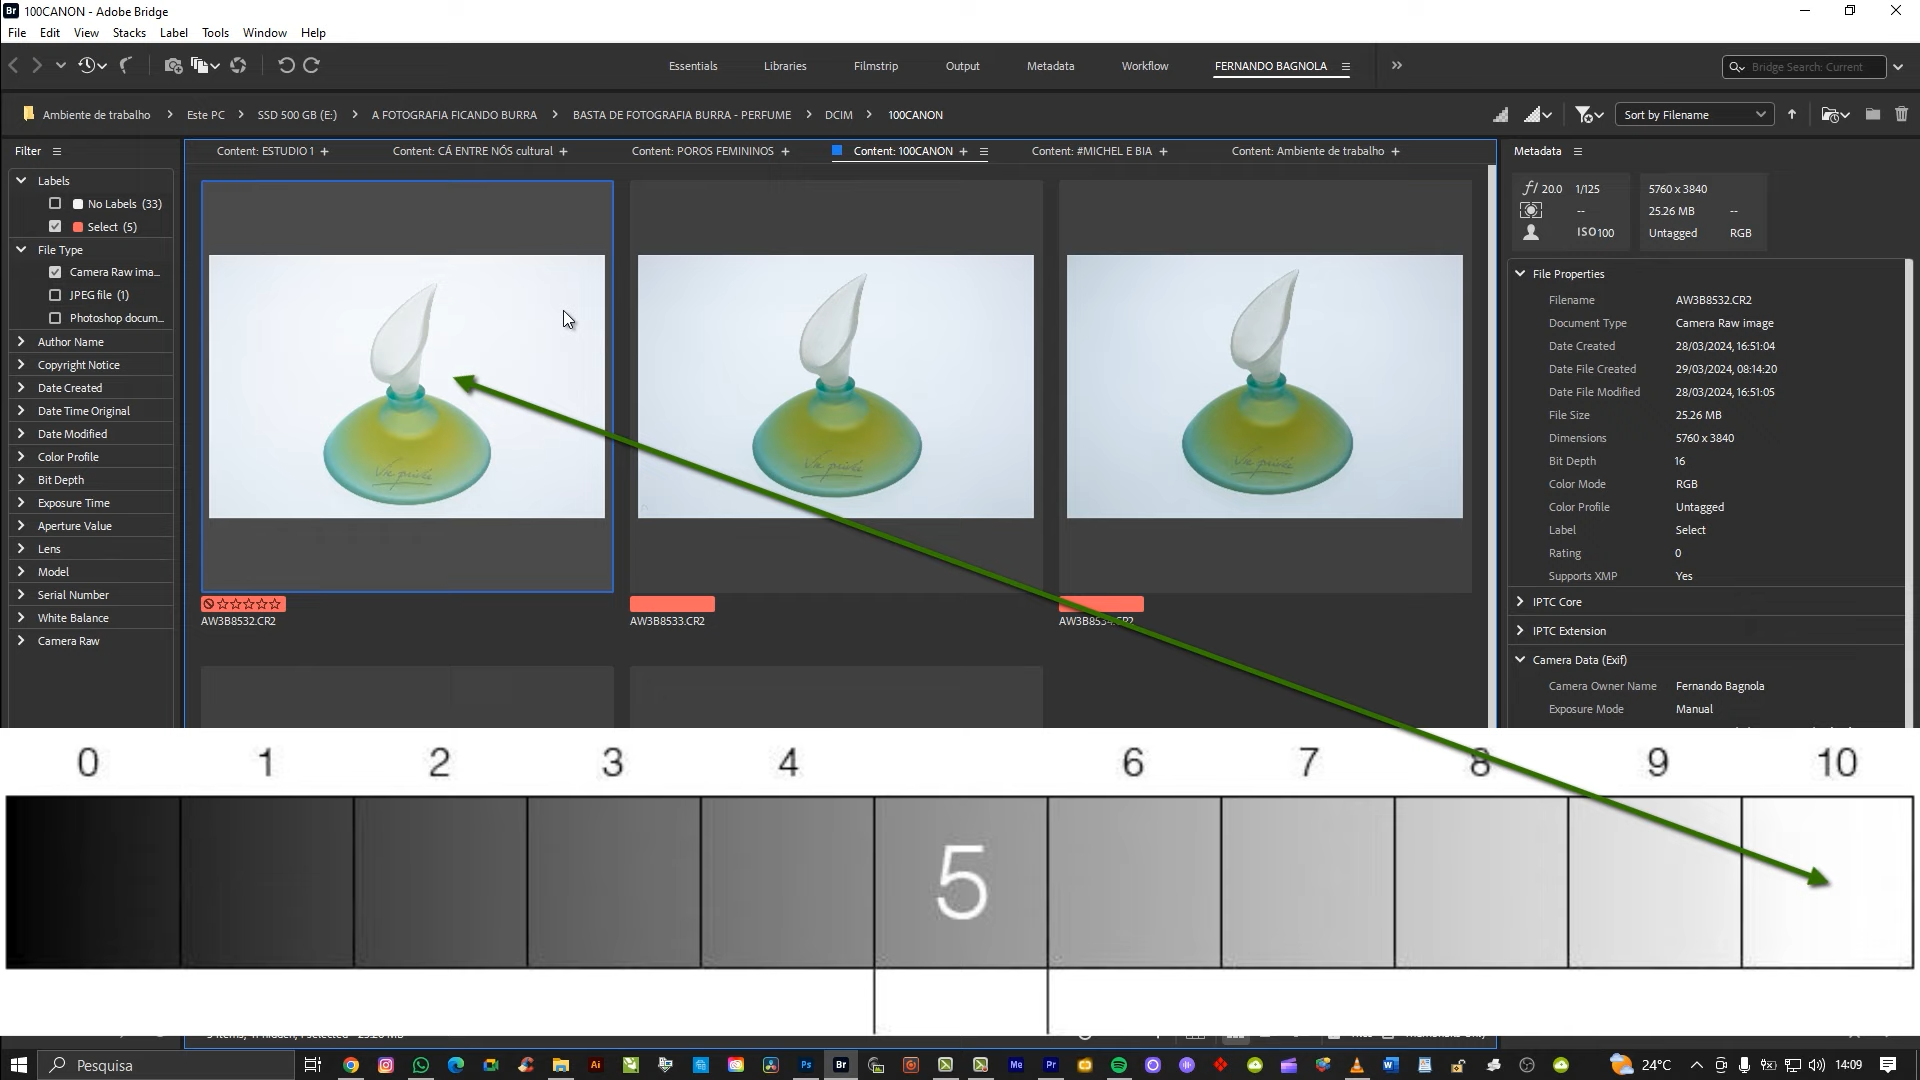 Br 100CANON - Adobe Bridge
File Edit View Stacks Label Tools Window Help
Essentials Libraries Filmstrip Output Metadata Workflow FERNANDO BAGNOLA Bridge Search: Current
Ambiente de trabalho Este PC SSD 500 GB (E:) A FOTOGRAFIA FICANDO BURRA BASTA DE FOTOGRAFIA BURRA - PERFUME DCIM 100CANON Sort by Filename
Filter
Content: ESTUDIO 1 Content: CÁ ENTRE NÓS cultural Content: POROS FEMININOS Content: 100CANON Content: #MICHEL E BIA Content: Ambiente de trabalho
Labels
No Labels (33)
Select (5)
File Type
Camera Raw ima...
JPEG file (1)
Photoshop docum...
Author Name
Copyright Notice
Date Created
Date Time Original
Date Modified
Color Profile
Bit Depth
Exposure Time
Aperture Value
Lens
Model
Serial Number
White Balance
Camera Raw
Vie privée
Vie privée
Vie privée
AW3B8532.CR2
AW3B8533.CR2
AW3B8534.CR2
Metadata
f/ 20.0 1/125
--
ISO100
5760 x 3840
25.26 MB --
Untagged RGB
File Properties
Filename AW3B8532.CR2
Document Type Camera Raw image
Date Created 28/03/2024, 16:51:04
Date File Created 29/03/2024, 08:14:20
Date File Modified 28/03/2024, 16:51:05
File Size 25.26 MB
Dimensions 5760 x 3840
Bit Depth 16
Color Mode RGB
Color Profile Untagged
Label Select
Rating 0
Supports XMP Yes
IPTC Core
IPTC Extension
Camera Data (Exif)
Camera Owner Name Fernando Bagnola
Exposure Mode Manual
0 1 2 3 4 6 7 8 9 10
5
Pesquisa
24°C 14:09